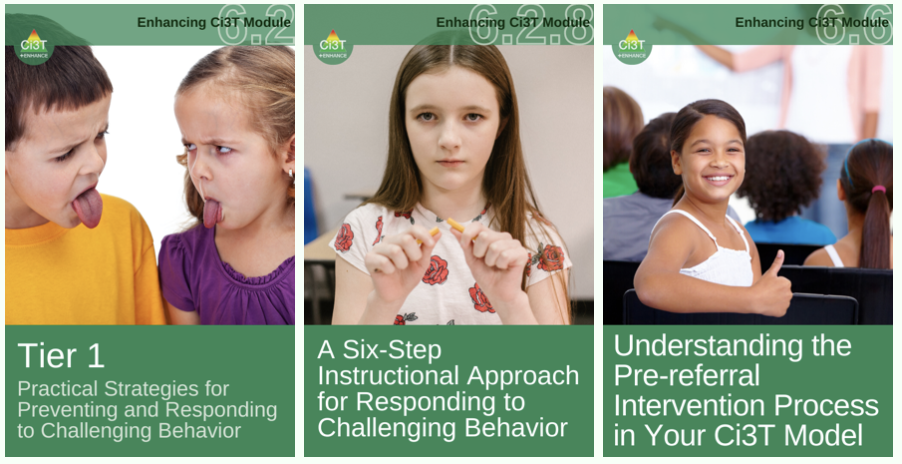 Enhancing Ci3T Module
6.2
Ci3T
+ENHANCE
Tier 1
Practical Strategies for
Preventing and Responding
to Challenging Behavior
Enhancing Ci3T Module
6.2.8
Ci3T
+ENHANCE
A Six-Step
Instructional Approach
for Responding to
Challenging Behavior
Enhancing Ci3T Module
6.6
Ci3T
+ENHANCE
Understanding the
Pre-referral
Intervention Process
in Your Ci3T Model